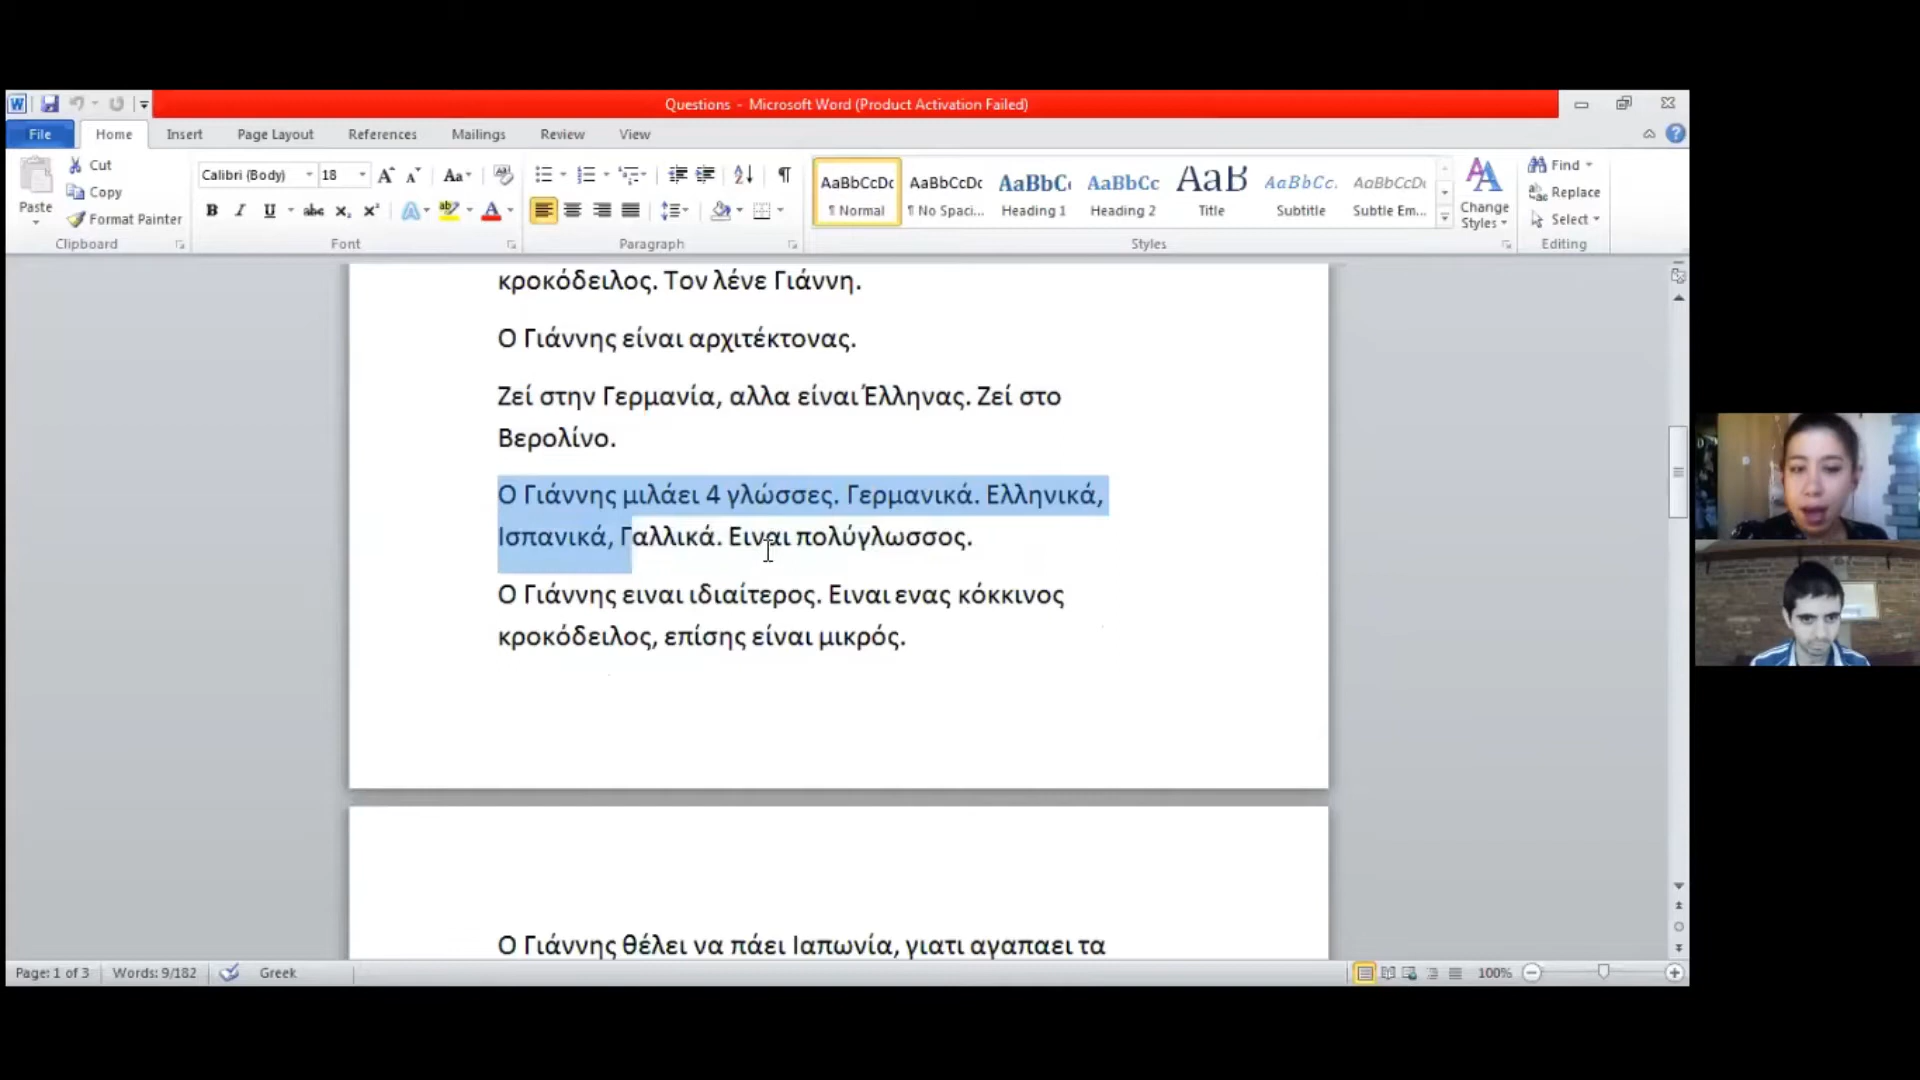 Questions - Microsoft Word (Product Activation Failed)
File Home Insert Page Layout References Mailings Review View
Cut
Copy
Format Painter
Paste
Clipboard
Calibri (Body) 18
Font
Paragraph
AaBbCcDc AaBbCcDc AaBbC AaBbCc AaB AaBbCc. AaBbCcDc
¶ Normal ¶ No Spaci... Heading 1 Heading 2 Title Subtitle Subtle Em...
Change Styles
Styles
Find
Replace
Select
Editing
κροκόδειλος. Τον λένε Γιάννη.
Ο Γιάννης είναι αρχιτέκτονας.
Ζεί στην Γερμανία, αλλα είναι Έλληνας. Ζεί στο
Βερολίνο.
Ο Γιάννης μιλάει 4 γλώσσες. Γερμανικά. Ελληνικά,
Ισπανικά, Γαλλικά. Ειναι πολύγλωσσος.
Ο Γιάννης ειναι ιδιαίτερος. Ειναι ενας κόκκινος
κροκόδειλος, επίσης είναι μικρός.
Ο Γιάννης θέλει να πάει Ιαπωνία, γιατι αγαπαει τα
Page: 1 of 3 Words: 9/182 Greek 100%